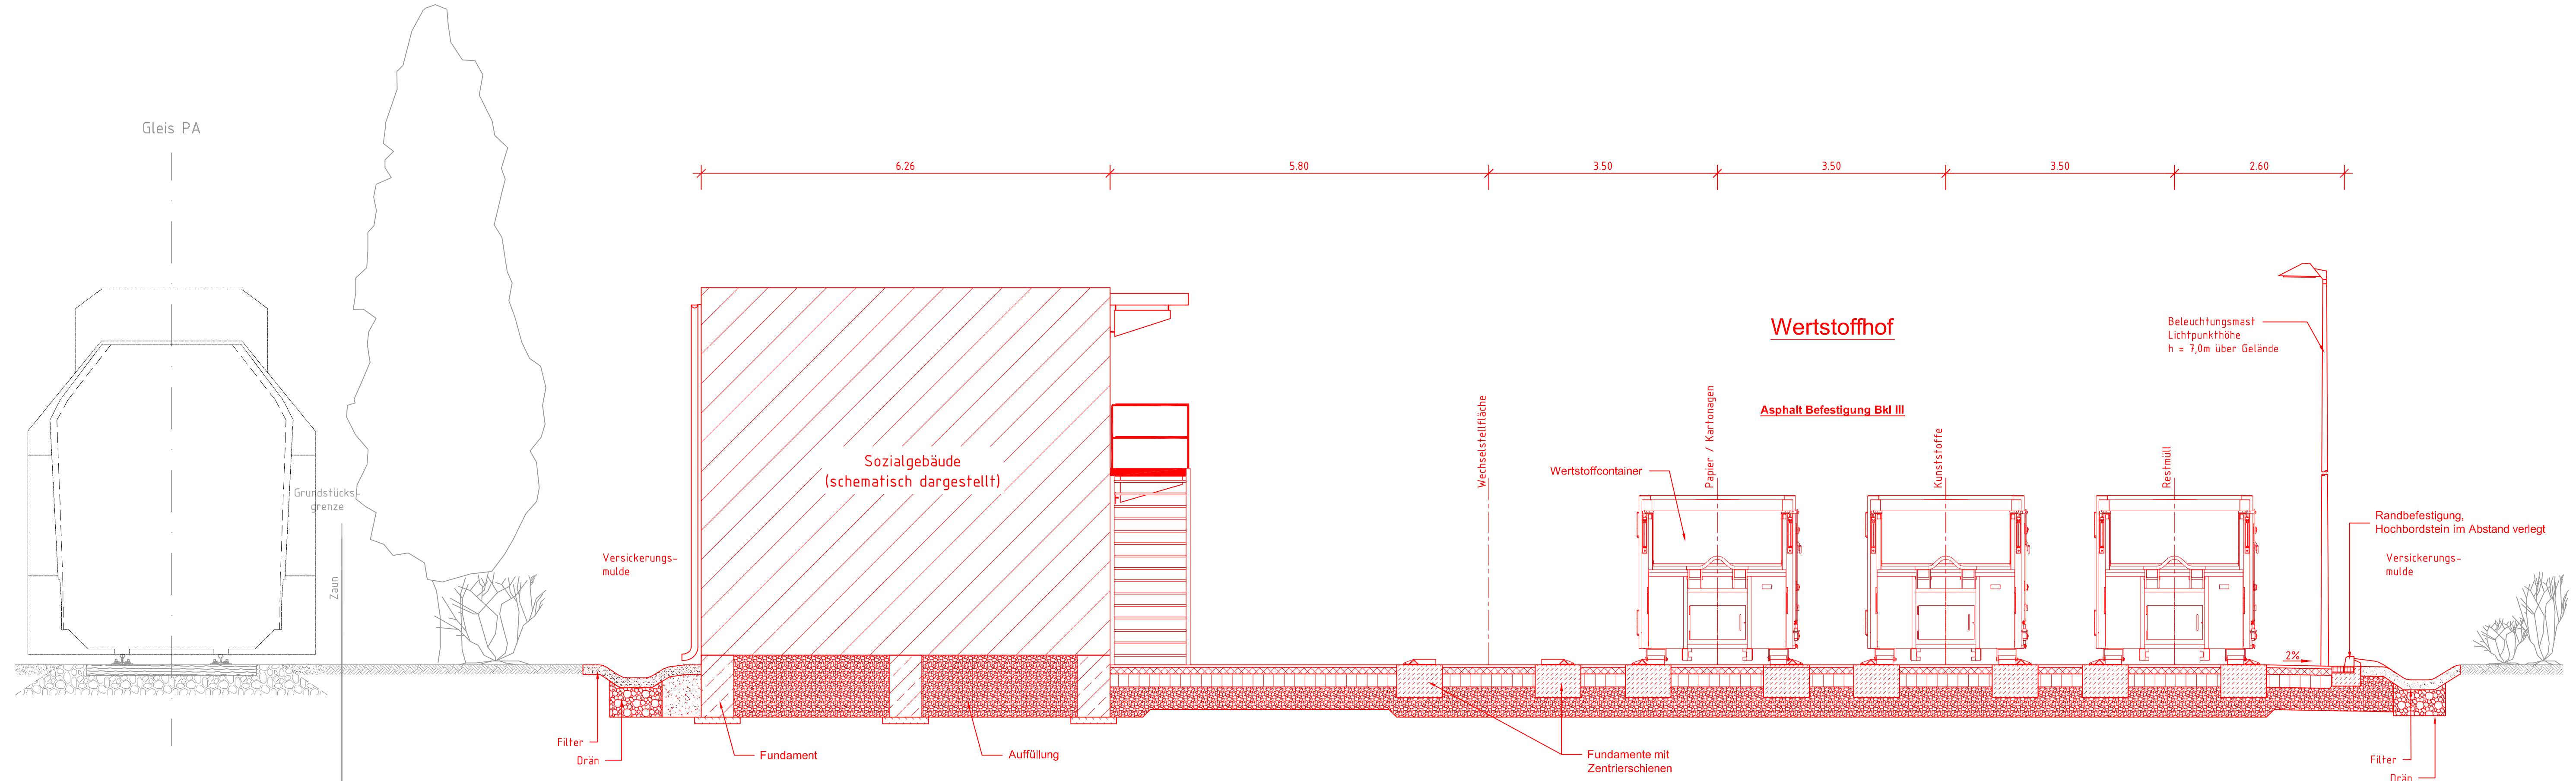 Gleis PA
6.26
5.80
3.50
3.50
3.50
2.60
Wertstoffhof
Beleuchtungsmast
Lichtpunkthöhe
h = 7,0m über Gelände
Asphalt Befestigung Bkl III
Wechselstellfläche
Papier / Kartonagen
Kunststoffe
Restmüll
Sozialgebäude
(schematisch dargestellt)
Wertstoffcontainer
Grundstücks-
grenze
Zaun
Versickerungs-
mulde
Randbefestigung,
Hochbordstein im Abstand verlegt
Versickerungs-
mulde
2%
Filter
Drän
Fundament
Auffüllung
Fundamente mit
Zentrierschienen
Filter
Drän